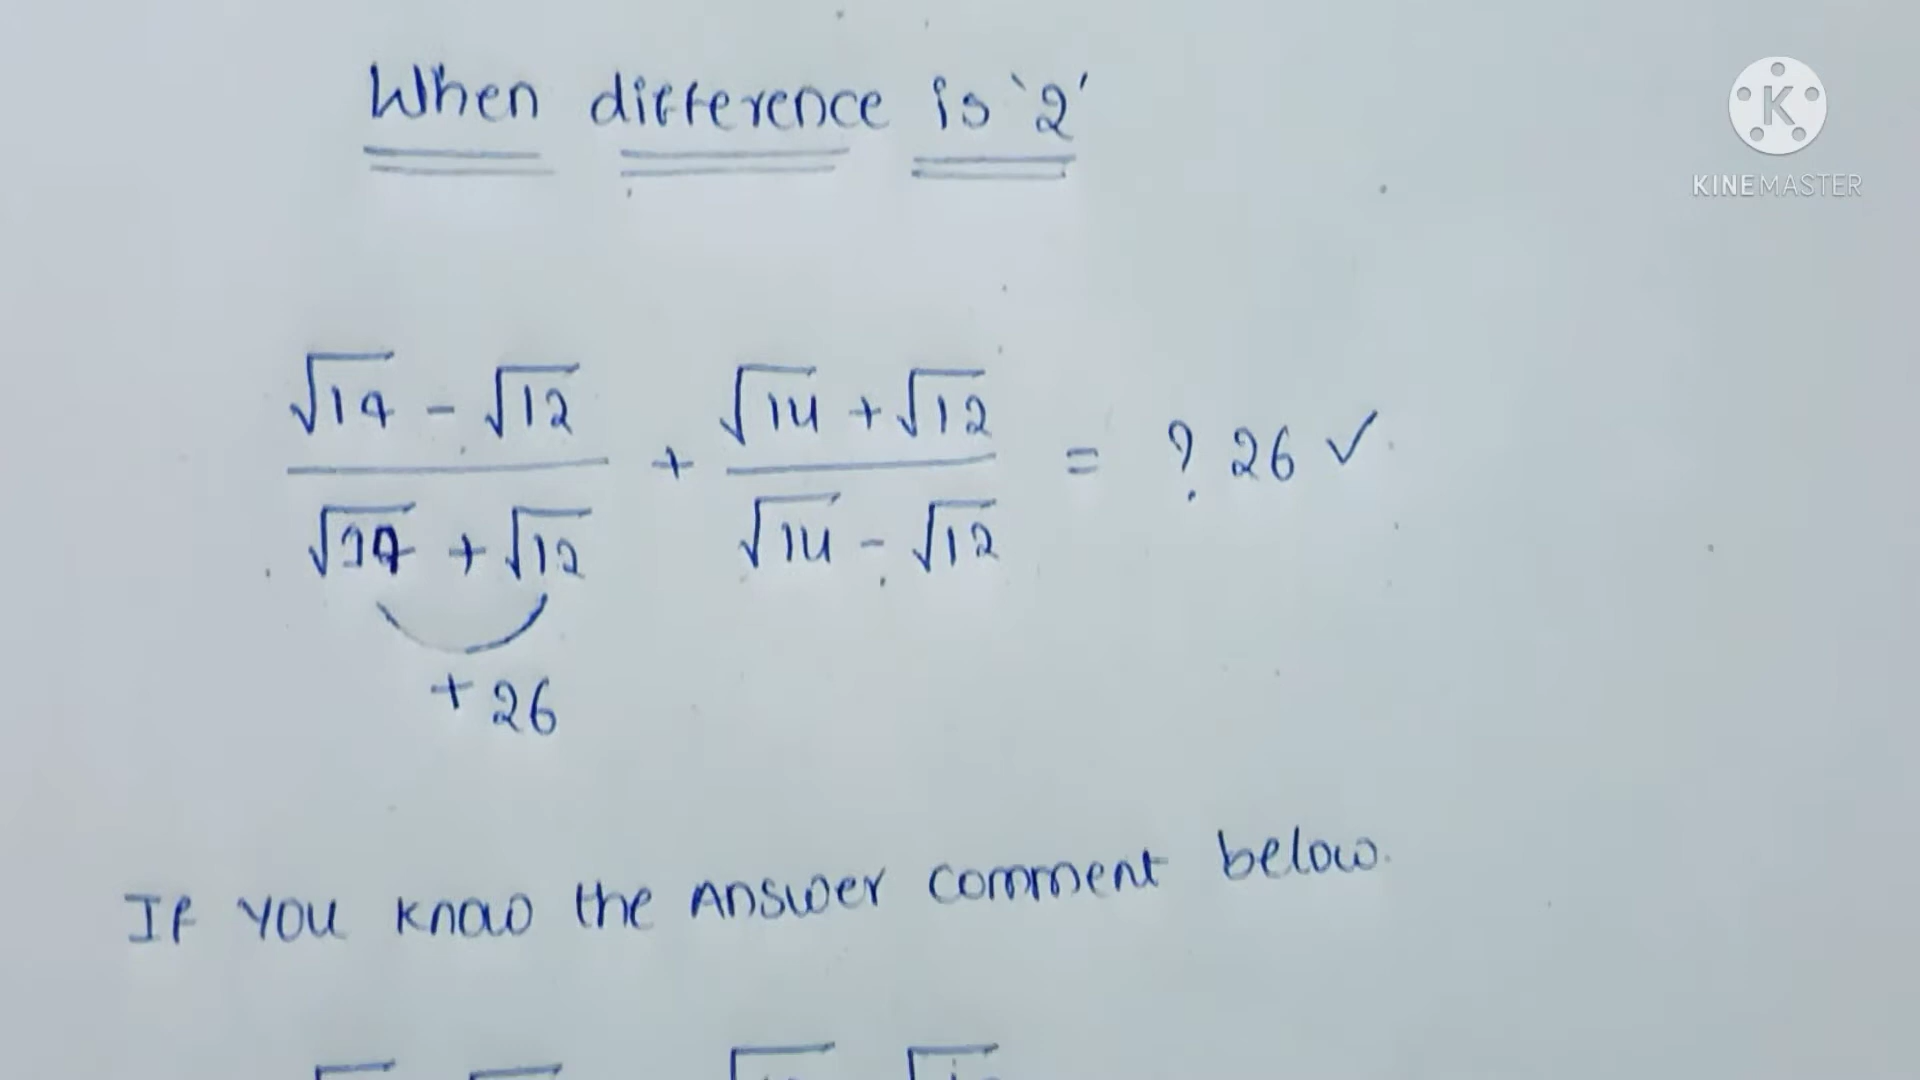 When difference is '2'
K
KINEMASTER
√14 - √12 / √14 + √12 + √14 + √12 / √14 - √12 = ? 26 ✓
+ 26
If you know the Answer comment below.